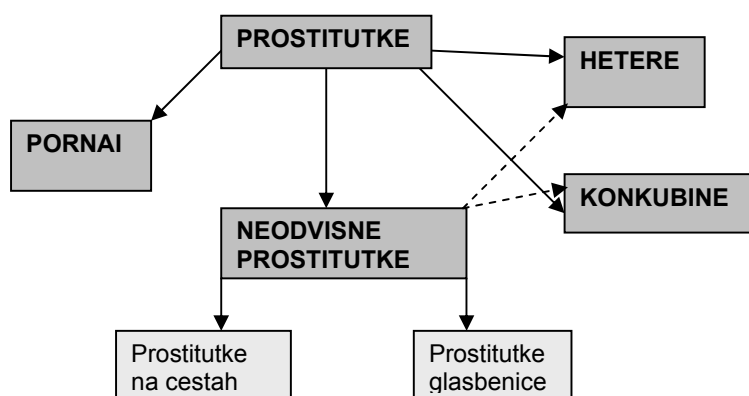 PROSTITUTKE
HETERE
PORNAI
KONKUBINE
NEODVISNE
PROSTITUTKE
Prostitutke
na cestah
Prostitutke
glasbenice